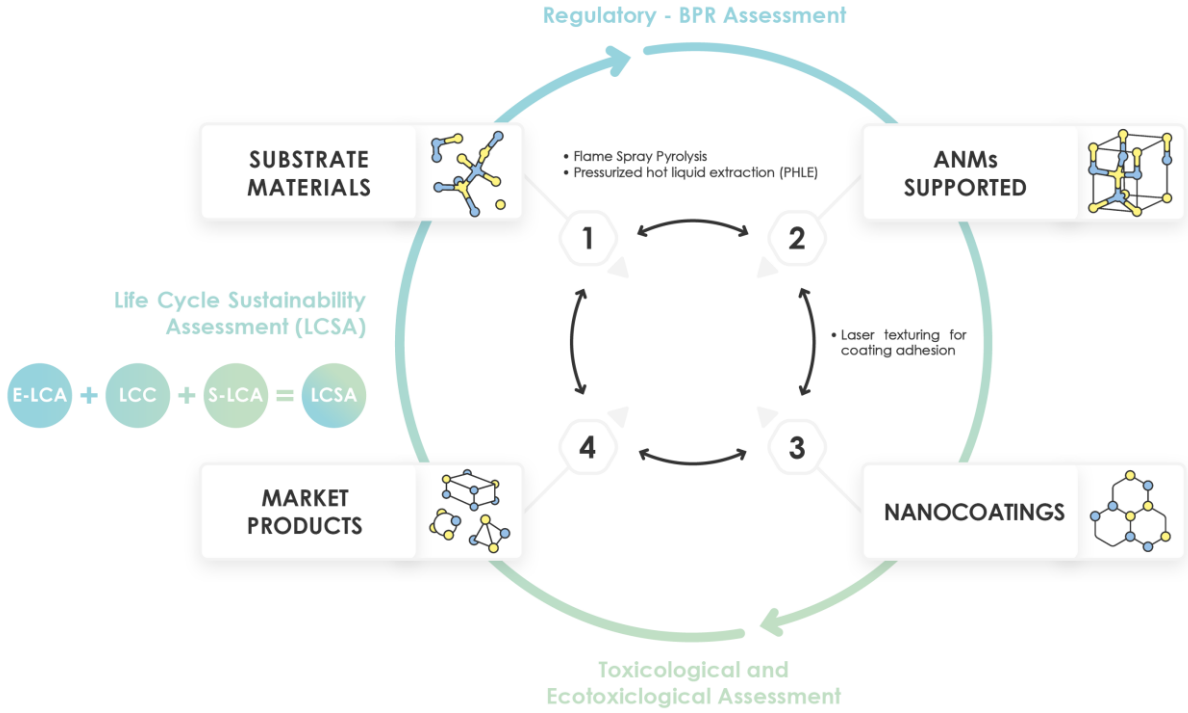 Regulatory - BPR Assessment
SUBSTRATE
MATERIALS
• Flame Spray Pyrolysis
• Pressurized hot liquid extraction (PHLE)
ANMs
SUPPORTED
1
2
Life Cycle Sustainability
Assessment (LCSA)
• Laser texturing for
coating adhesion
E-LCA + LCC + S-LCA = LCSA
4
3
MARKET
PRODUCTS
NANOCOATINGS
Toxicological and
Ecotoxiclogical Assessment